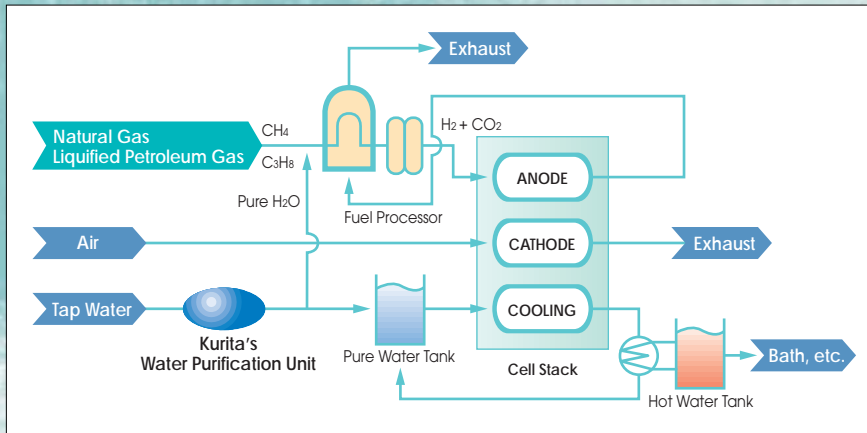 Exhaust
Natural Gas
Liquified Petroleum Gas
CH4
C3H8
H2 + CO2
Pure H2O
Fuel Processor
ANODE
Air
CATHODE
Exhaust
Tap Water
Kurita's
Water Purification Unit
Pure Water Tank
COOLING
Cell Stack
Bath, etc.
Hot Water Tank